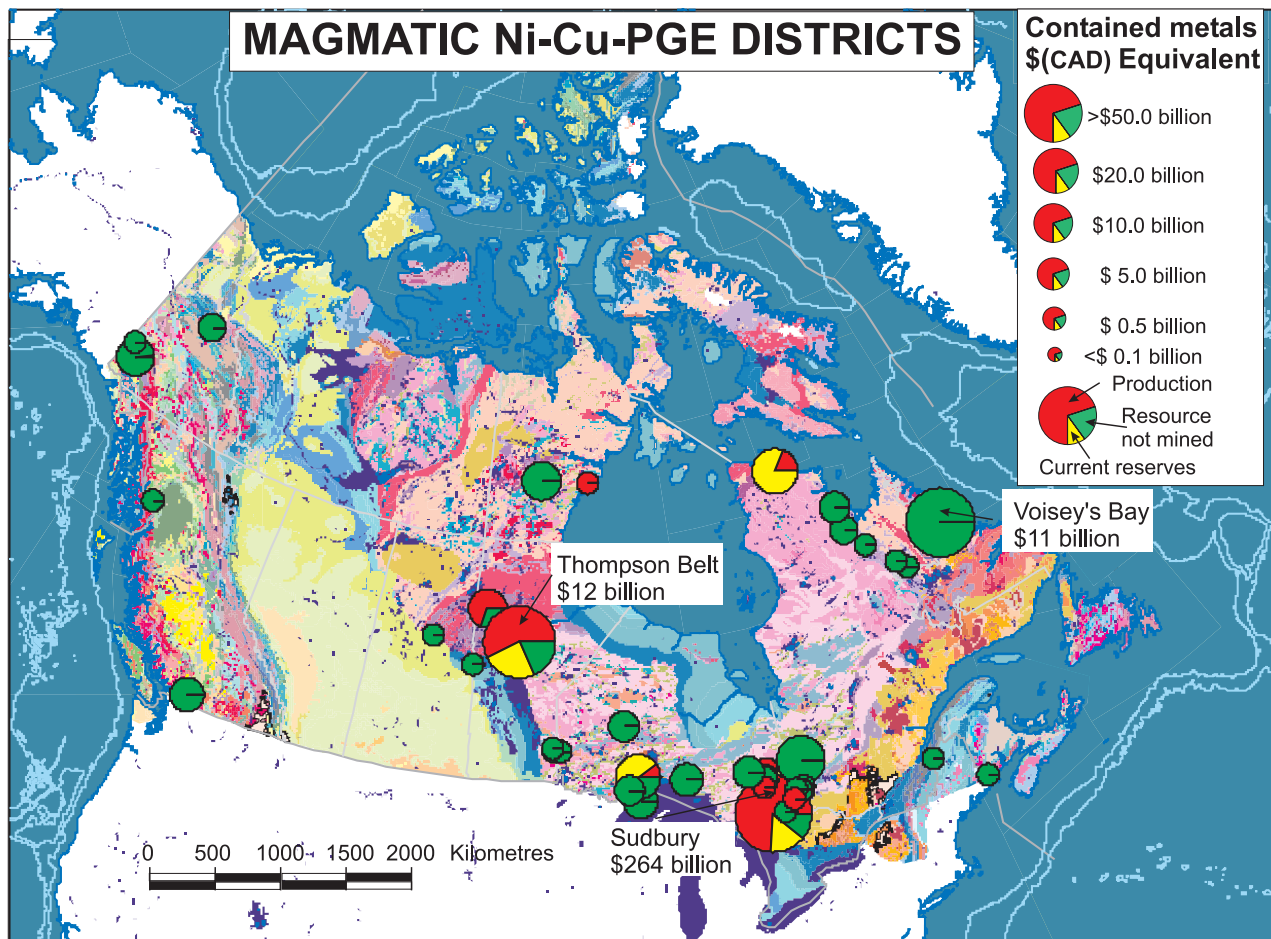 MAGMATIC Ni-Cu-PGE DISTRICTS
Contained metals
$(CAD) Equivalent
>$50.0 billion
$20.0 billion
$10.0 billion
$ 5.0 billion
$ 0.5 billion
<$ 0.1 billion
Production
Resource
not mined
Current reserves
Voisey's Bay
$11 billion
Thompson Belt
$12 billion
Sudbury
$264 billion
0 500 1000 1500 2000 Kilometres